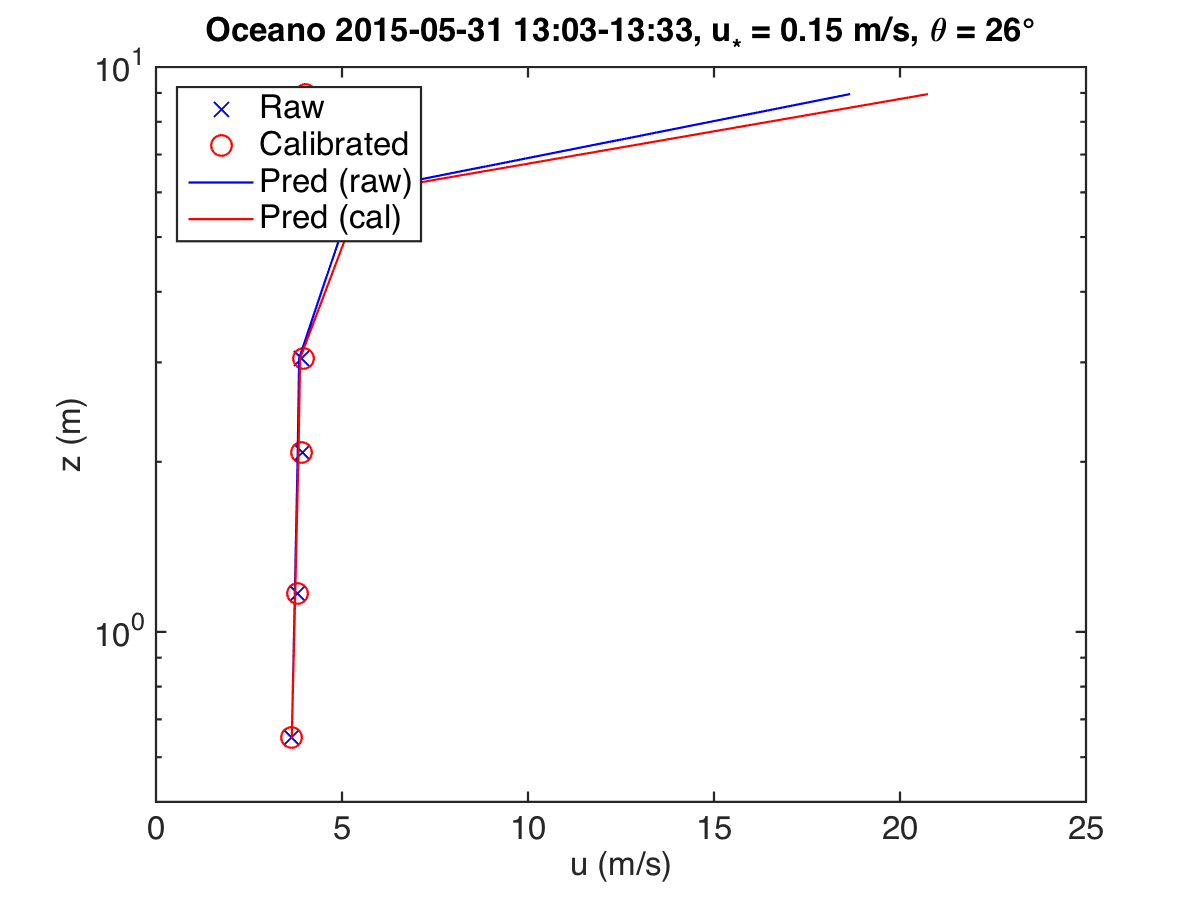 Oceano 2015-05-31 13:03-13:33, u* = 0.15 m/s, θ = 26°
10^1
Raw
Calibrated
Pred (raw)
Pred (cal)
z (m)
10^0
0 5 10 15 20 25
u (m/s)